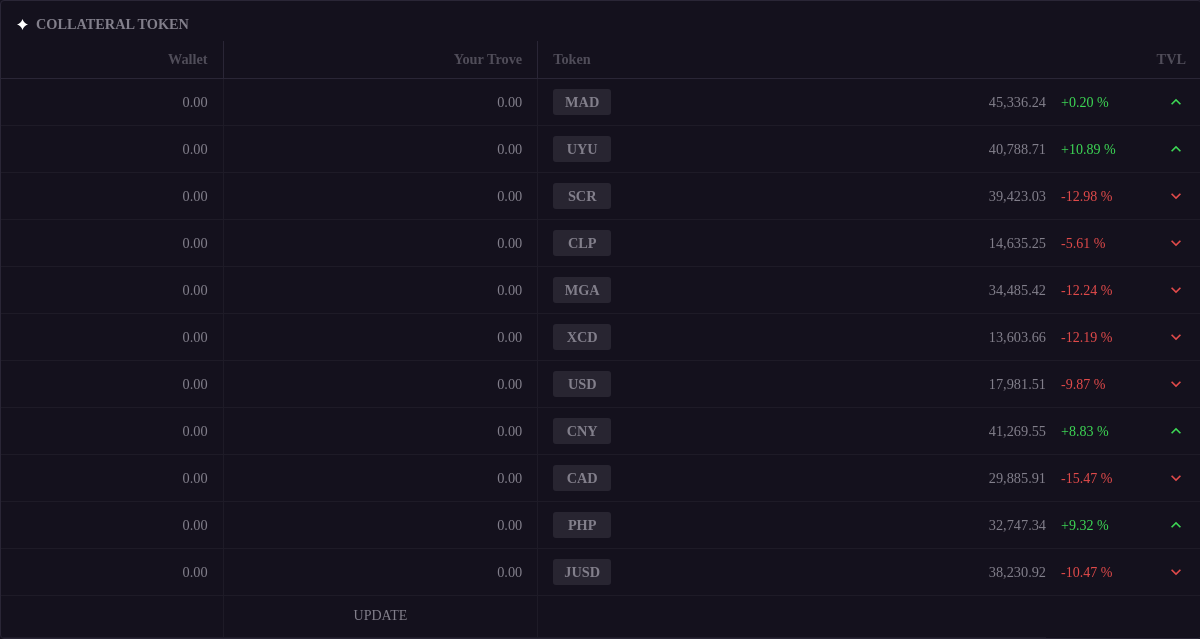 COLLATERAL TOKEN
Wallet Your Trove Token TVL
0.00 0.00 MAD 45,336.24 +0.20 %
0.00 0.00 UYU 40,788.71 +10.89 %
0.00 0.00 SCR 39,423.03 -12.98 %
0.00 0.00 CLP 14,635.25 -5.61 %
0.00 0.00 MGA 34,485.42 -12.24 %
0.00 0.00 XCD 13,603.66 -12.19 %
0.00 0.00 USD 17,981.51 -9.87 %
0.00 0.00 CNY 41,269.55 +8.83 %
0.00 0.00 CAD 29,885.91 -15.47 %
0.00 0.00 PHP 32,747.34 +9.32 %
0.00 0.00 JUSD 38,230.92 -10.47 %
UPDATE